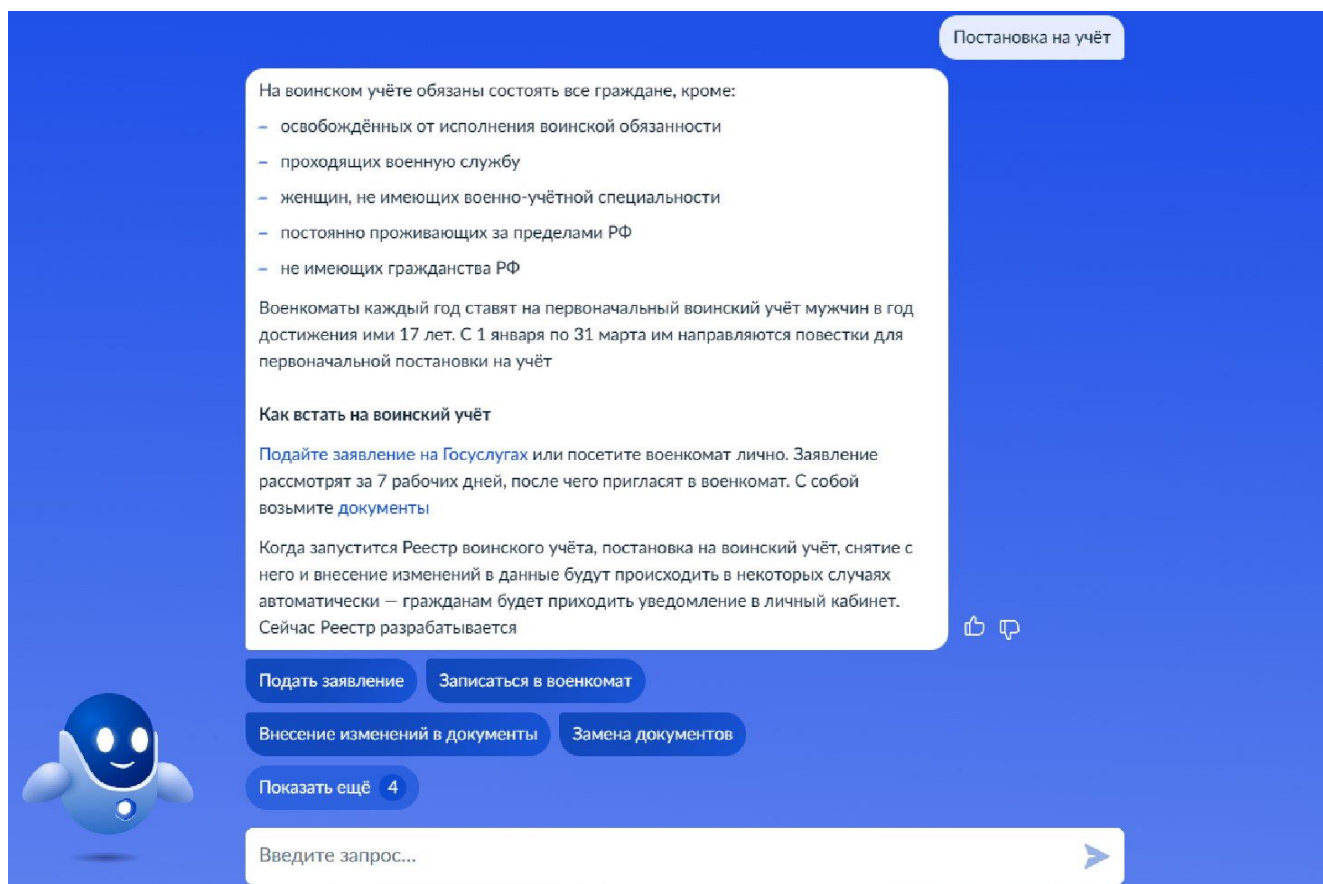 Постановка на учёт
На воинском учёте обязаны состоять все граждане, кроме:
– освобождённых от исполнения воинской обязанности
– проходящих военную службу
– женщин, не имеющих военно-учётной специальности
– постоянно проживающих за пределами РФ
– не имеющих гражданства РФ
Военкоматы каждый год ставят на первоначальный воинский учёт мужчин в год
достижения ими 17 лет. С 1 января по 31 марта им направляются повестки для
первоначальной постановки на учёт
Как встать на воинский учёт
Подайте заявление на Госуслугах или посетите военкомат лично. Заявление
рассмотрят за 7 рабочих дней, после чего пригласят в военкомат. С собой
возьмите документы
Когда запустится Реестр воинского учёта, постановка на воинский учёт, снятие с
него и внесение изменений в данные будут происходить в некоторых случаях
автоматически — гражданам будет приходить уведомление в личный кабинет.
Сейчас Реестр разрабатывается
Подать заявление Записаться в военкомат
Внесение изменений в документы Замена документов
Показать ещё 4
Введите запрос...